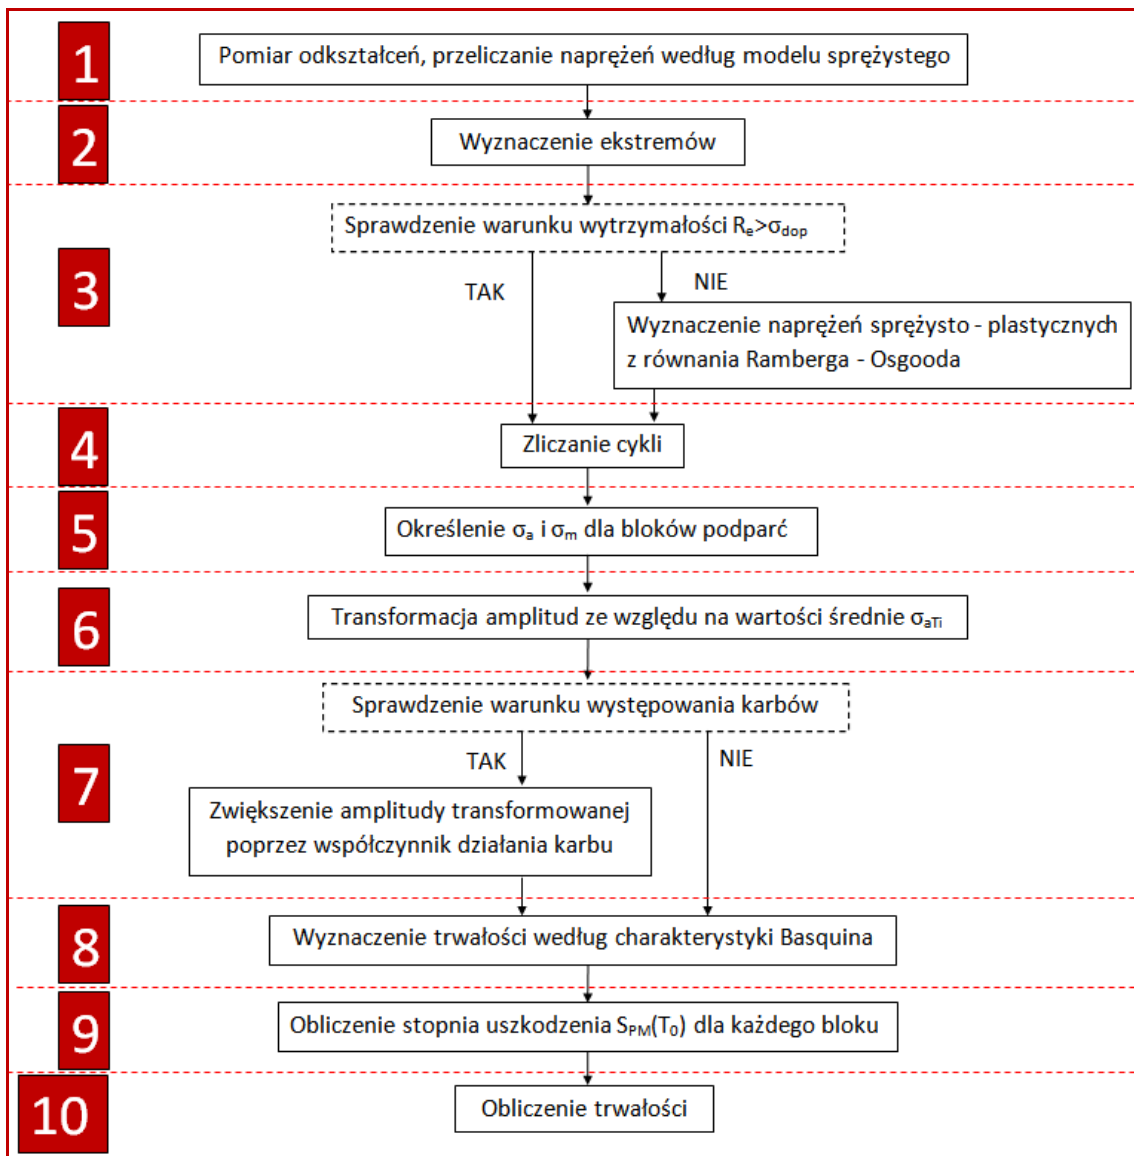 1
Pomiar odkształceń, przeliczanie naprężeń według modelu sprężystego
2
Wyznaczenie ekstremów
3
Sprawdzenie warunku wytrzymałości Rₑ>σdop
TAK
NIE
Wyznaczenie naprężeń sprężysto - plastycznych
z równania Ramberga - Osgooda
4
Zliczanie cykli
5
Określenie σa i σm dla bloków podparć
6
Transformacja amplitud ze względu na wartości średnie σaTi
7
Sprawdzenie warunku występowania karbów
TAK
NIE
Zwiększenie amplitudy transformowanej
poprzez współczynnik działania karbu
8
Wyznaczenie trwałości według charakterystyki Basquina
9
Obliczenie stopnia uszkodzenia SPM(T₀) dla każdego bloku
10
Obliczenie trwałości